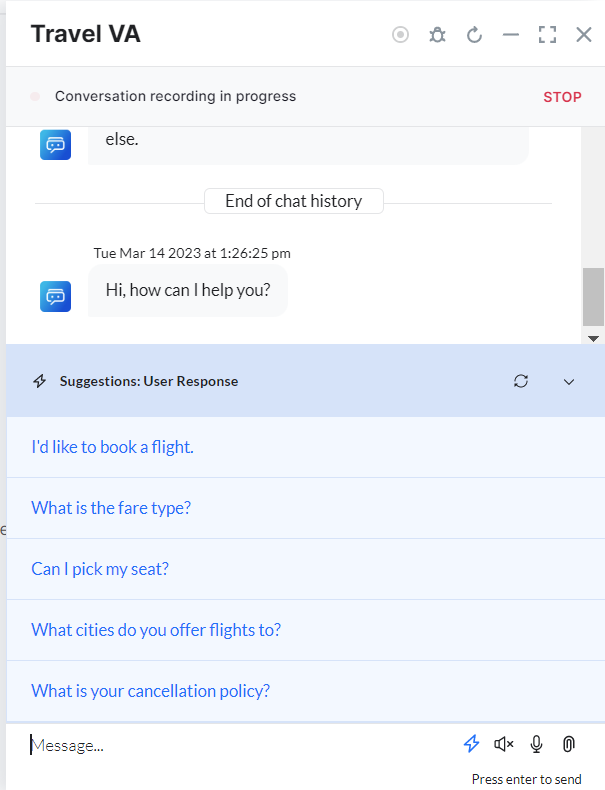 Travel VA
Conversation recording in progress
STOP
else.
End of chat history
Tue Mar 14 2023 at 1:26:25 pm
Hi, how can I help you?
Suggestions: User Response
I'd like to book a flight.
What is the fare type?
Can I pick my seat?
What cities do you offer flights to?
What is your cancellation policy?
Message...
Press enter to send